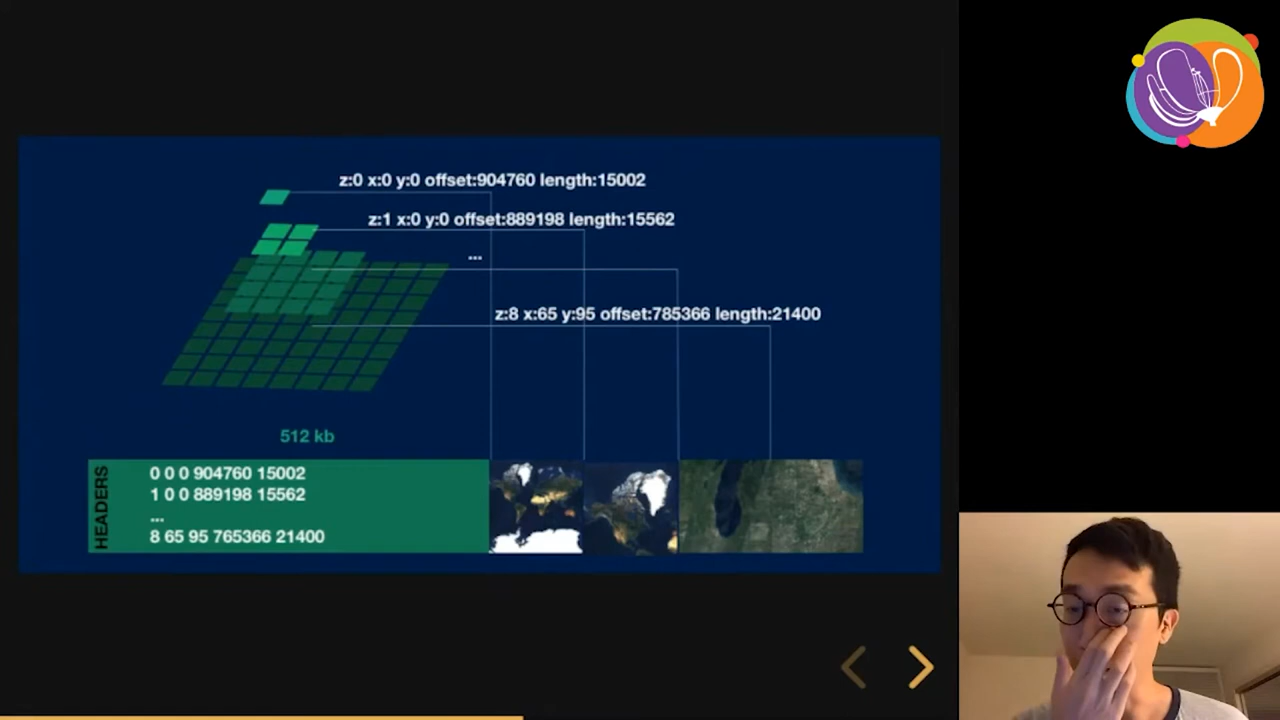 z:0 x:0 y:0 offset:904760 length:15002
z:1 x:0 y:0 offset:889198 length:15562
...
z:8 x:65 y:95 offset:785366 length:21400
512 kb
HEADERS
0 0 0 904760 15002
1 0 0 889198 15562
...
8 65 95 765366 21400